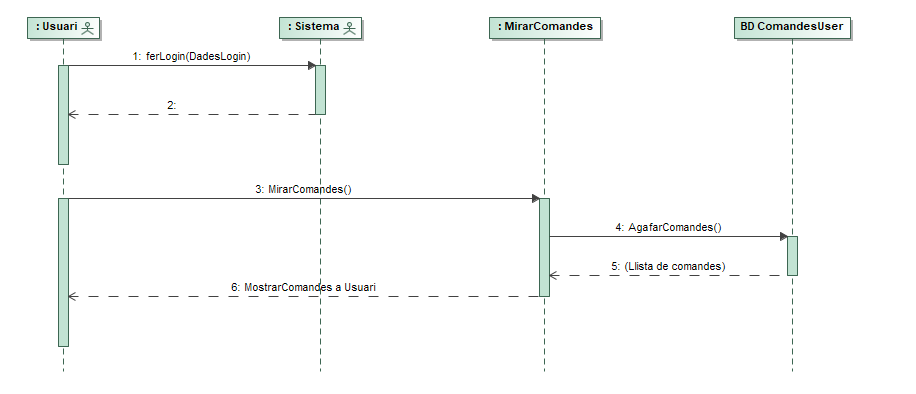 : Usuari
: Sistema
: MirarComandes
BD ComandesUser
1: ferLogin(DadesLogin)
2:
3: MirarComandes()
4: AgafarComandes()
5: (Llista de comandes)
6: MostrarComandes a Usuari